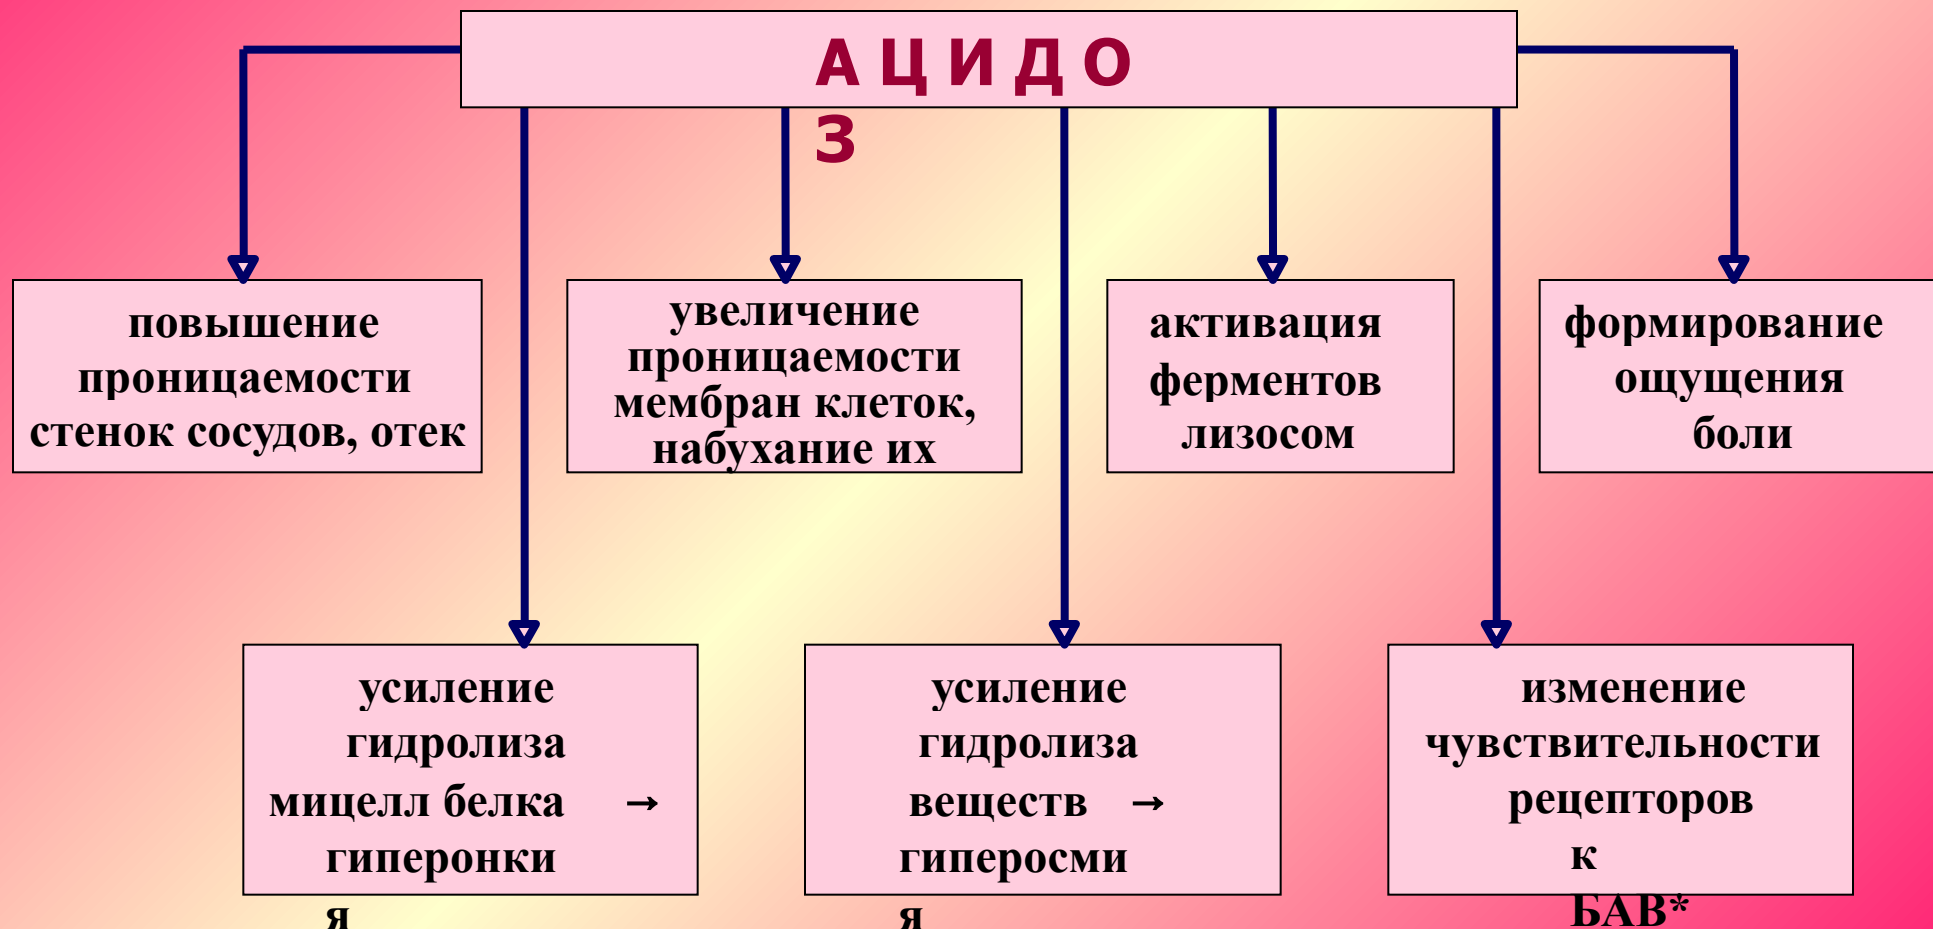 А Ц И Д О
З
повышение
проницаемости
стенок сосудов, отек
увеличение
проницаемости
мембран клеток,
набухание их
активация
ферментов
лизосом
формирование
ощущения
боли
усиление
гидролиза
мицелл белка →
гиперонки
я
усиление
гидролиза
веществ →
гиперосми
я
изменение
чувствительности
рецепторов
к
БАВ*